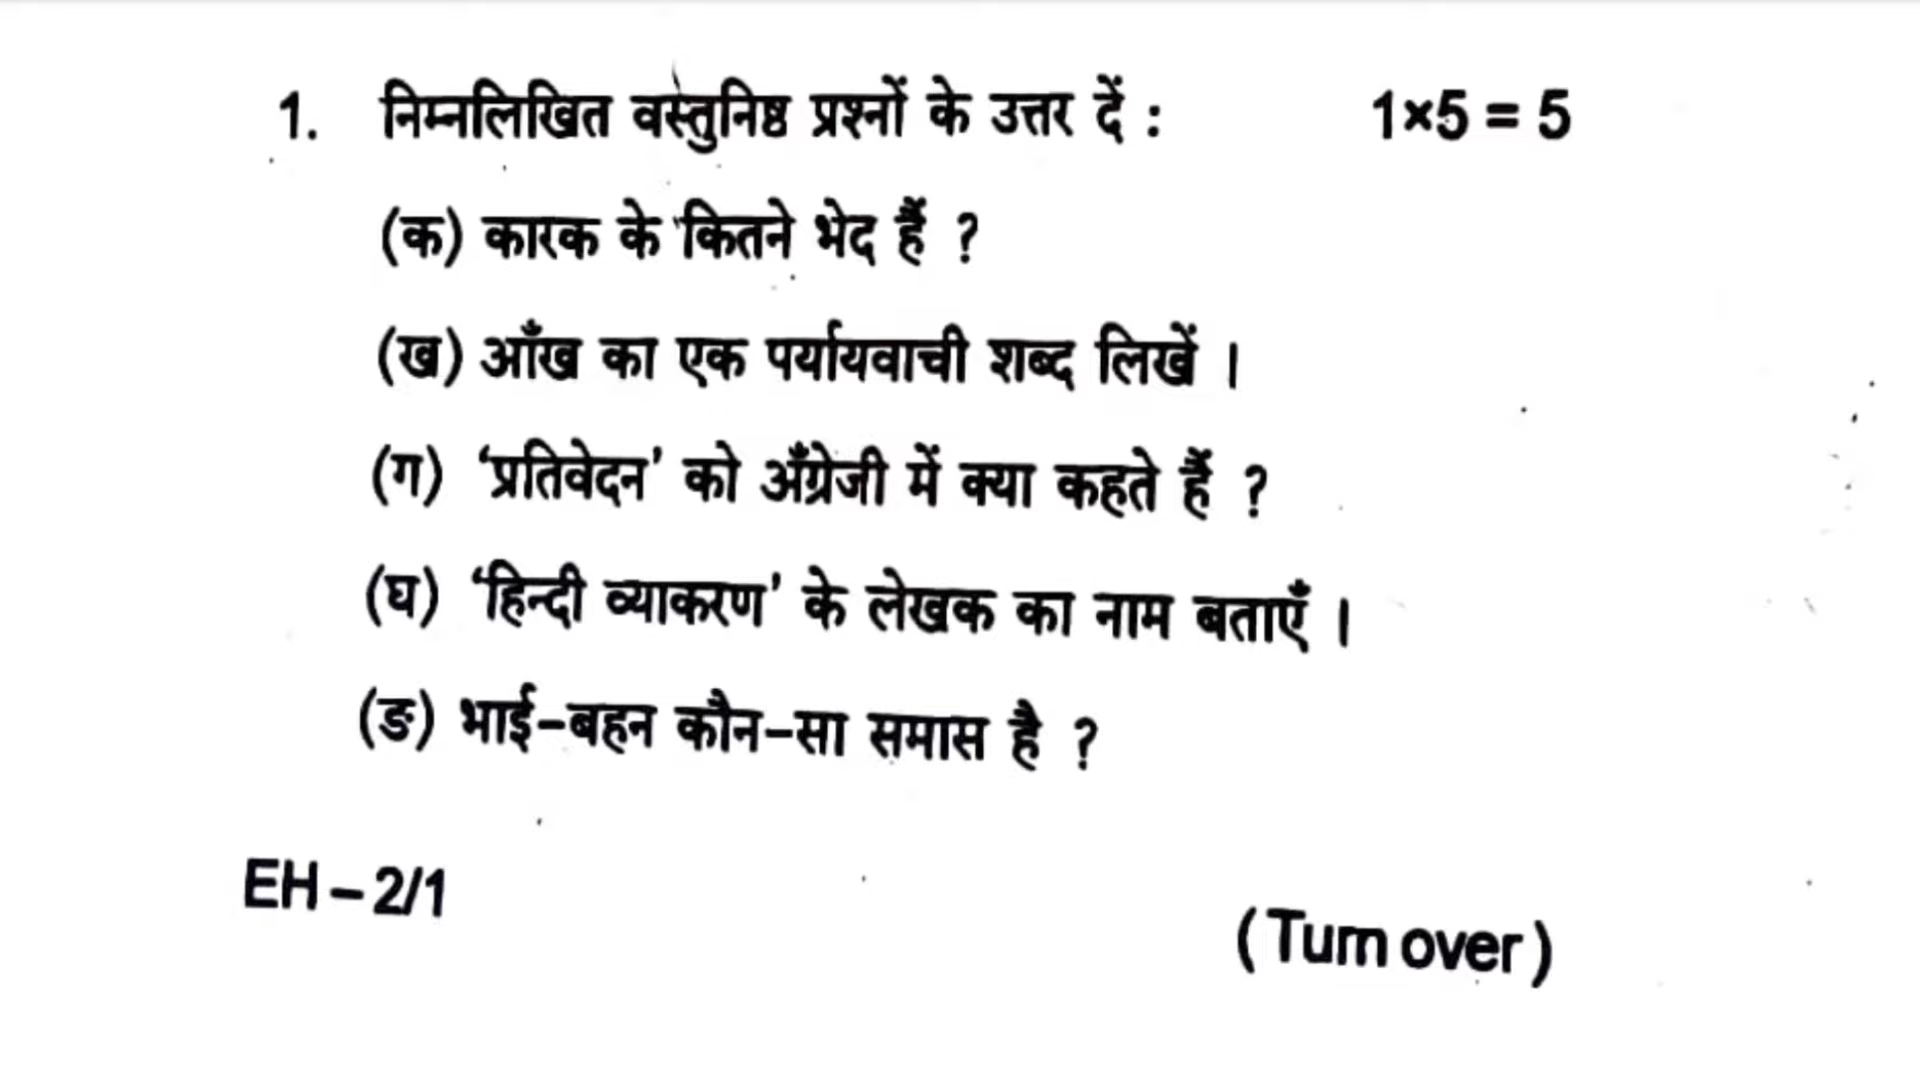 1. निम्नलिखित वस्तुनिष्ठ प्रश्नों के उत्तर दें : 1×5 = 5
(क) कारक के कितने भेद हैं ?
(ख) आँख का एक पर्यायवाची शब्द लिखें ।
(ग) ‘प्रतिवेदन’ को अँग्रेजी में क्या कहते हैं ?
(घ) ‘हिन्दी व्याकरण’ के लेखक का नाम बताएँ ।
(ङ) भाई–बहन कौन–सा समास है ?
EH – 2/1
( Turn over )